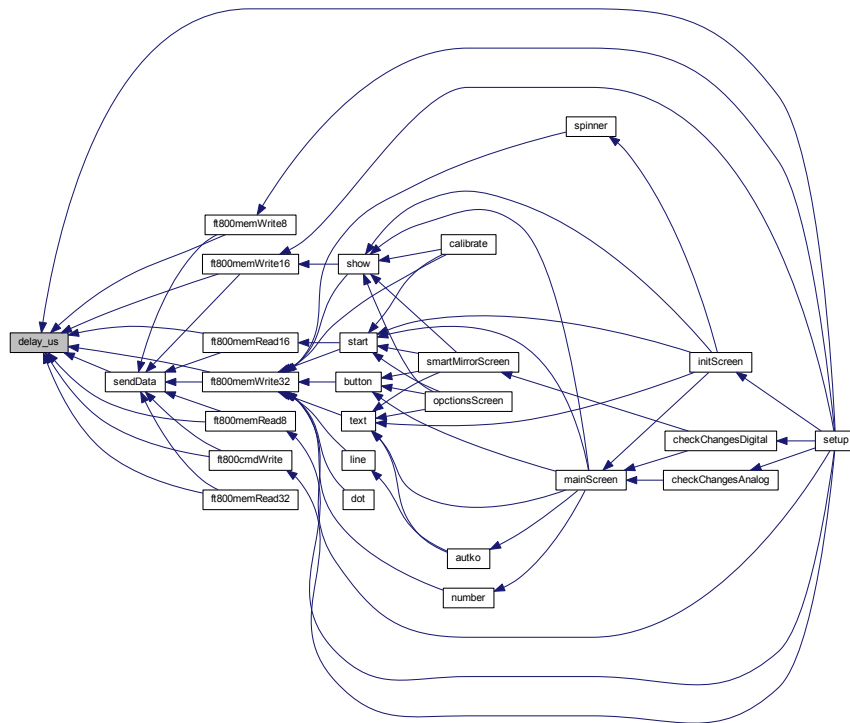 spinner
ft800memWrite8
calibrate
ft800memWrite16
show
delay_us
ft800memRead16
start
smartMirrorScreen
initScreen
sendData
ft800memWrite32
button
opctionsScreen
ft800memRead8
text
checkChangesDigital
setup
ft800cmdWrite
line
mainScreen
checkChangesAnalog
ft800memRead32
dot
autko
number